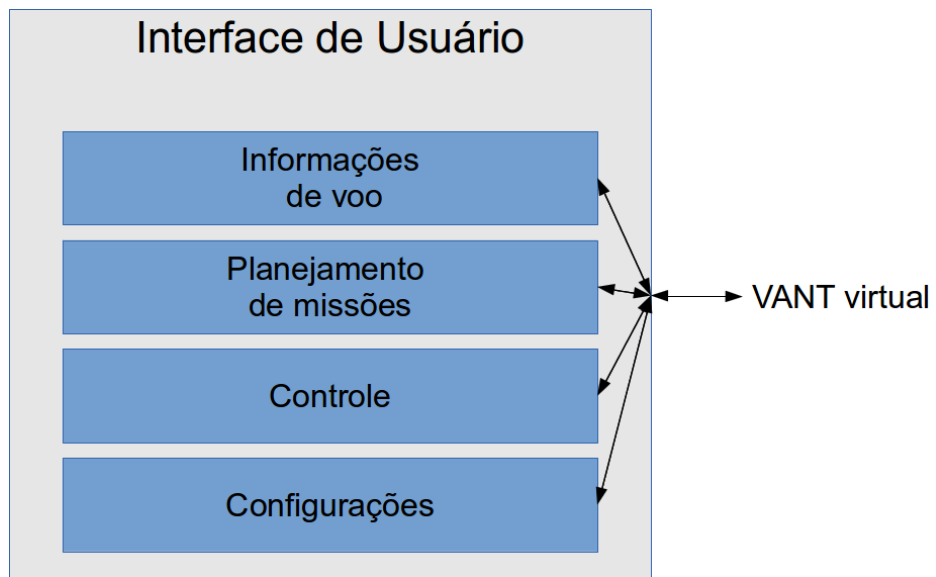 Interface de Usuário
Informações
de voo
Planejamento
de missões
VANT virtual
Controle
Configurações